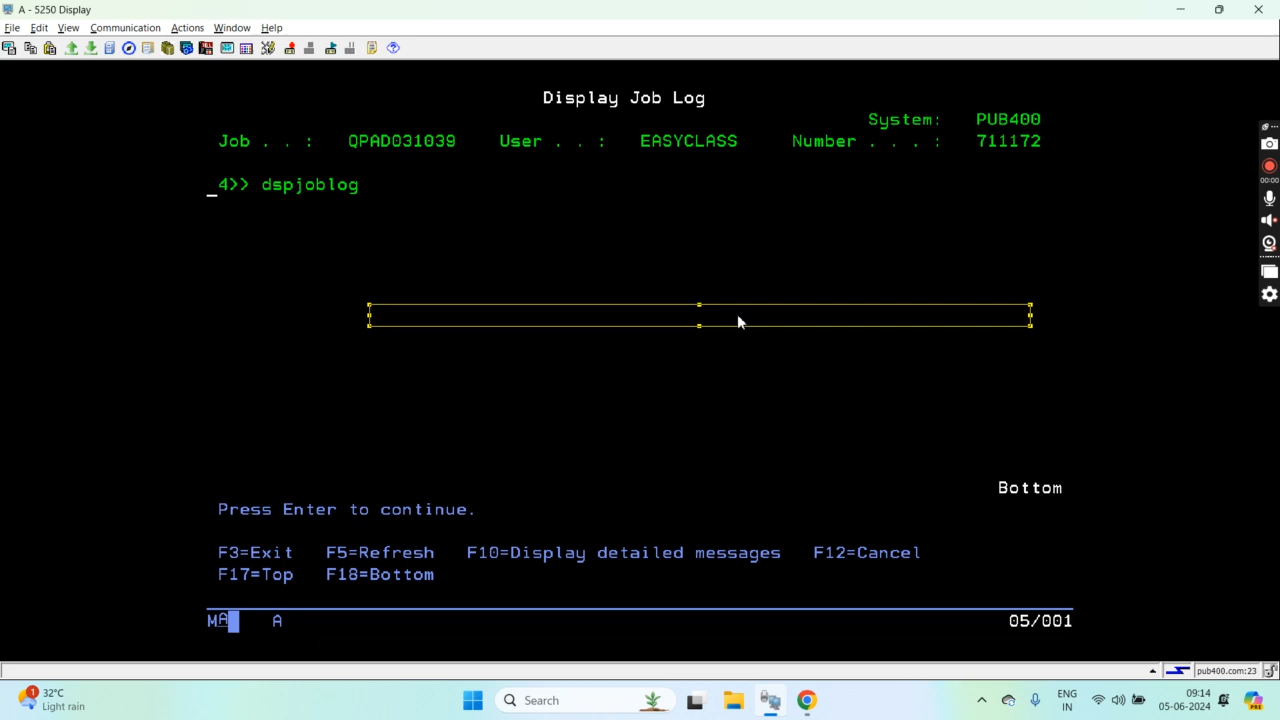 A - 5250 Display
File Edit View Communication Actions Window Help
Display Job Log
System: PUB400
Job . . : QPAD031039 User . . : EASYCLASS Number . . . : 711172
4>> dspjoblog
00:00
Bottom
Press Enter to continue.
F3=Exit F5=Refresh F10=Display detailed messages F12=Cancel
F17=Top F18=Bottom
MA A 05/001
pub400.com:23
1 32°C
Light rain
Search
ENG
IN
09:14
05-06-2024